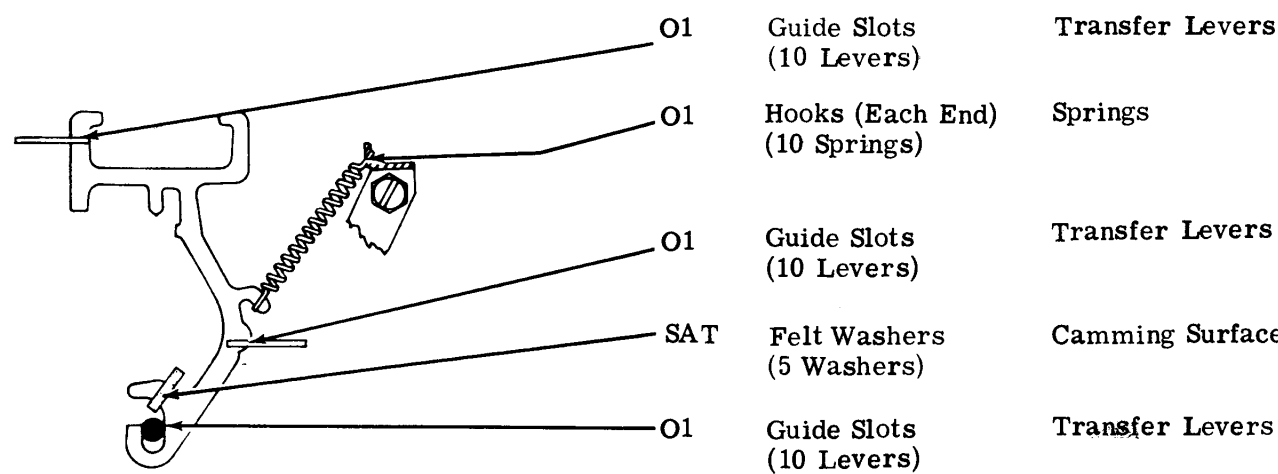 O1 Guide Slots Transfer Levers
(10 Levers)
O1 Hooks (Each End) Springs
(10 Springs)
O1 Guide Slots Transfer Levers
(10 Levers)
SAT Felt Washers Camming Surface
(5 Washers)
O1 Guide Slots Transfer Levers
(10 Levers)